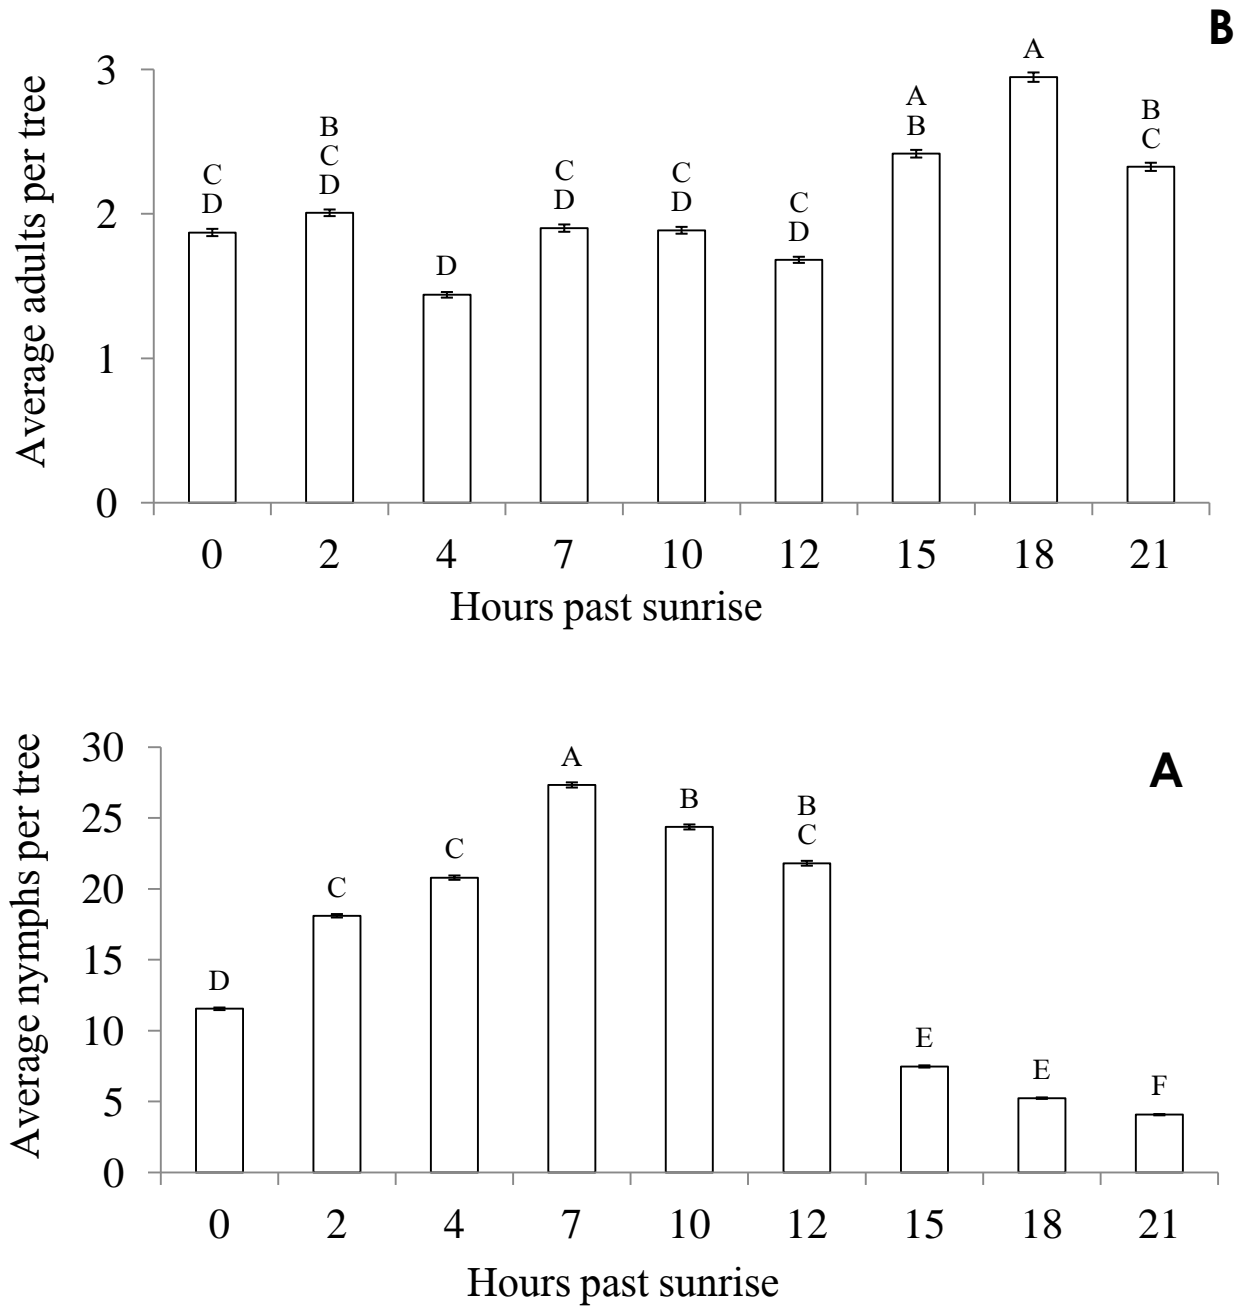 B
Average adults per tree
3
2
1
0
C
D
B
C
D
D
C
D
C
D
C
D
A
B
A
B
C
0 2 4 7 10 12 15 18 21
Hours past sunrise
A
Average nymphs per tree
30
25
20
15
10
5
0
D
C
C
A
B
B
C
E
E
F
0 2 4 7 10 12 15 18 21
Hours past sunrise